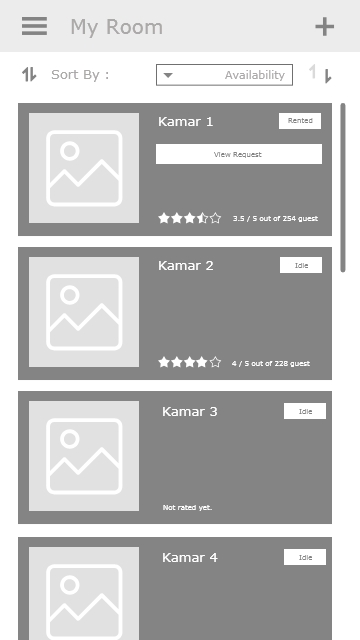 My Room
Sort By :
Availability
Kamar 1
Rented
View Request
3.5 / 5 out of 254 guest
Kamar 2
Idle
4 / 5 out of 228 guest
Kamar 3
Idle
Not rated yet.
Kamar 4
Idle